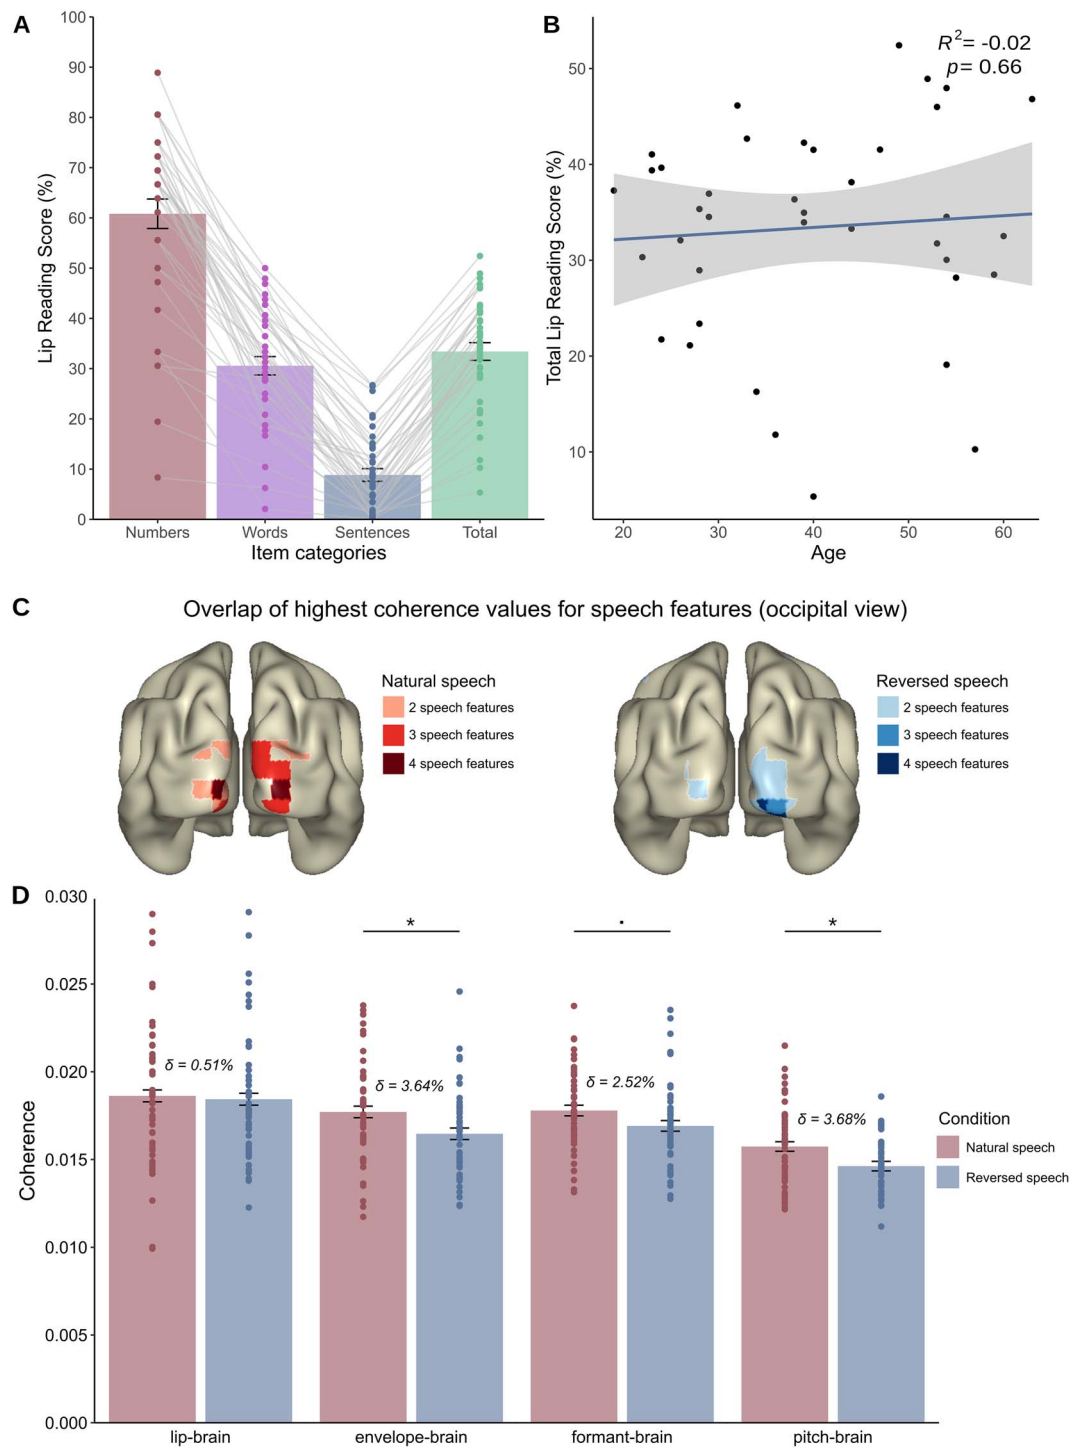 A
100
90
80
70
60
50
40
30
20
10
0
Lip Reading Score (%)
Numbers
Words
Sentences
Total
Item categories
B
R2= -0.02
p= 0.66
50
40
30
20
10
Total Lip Reading Score (%)
20
30
40
50
60
Age
C
Overlap of highest coherence values for speech features (occipital view)
Natural speech
2 speech features
3 speech features
4 speech features
Reversed speech
2 speech features
3 speech features
4 speech features
D
0.030
0.025
0.020
0.015
0.010
0.005
0.000
Coherence
*
.
*
δ = 0.51%
δ = 3.64%
δ = 2.52%
δ = 3.68%
Condition
Natural speech
Reversed speech
lip-brain
envelope-brain
formant-brain
pitch-brain